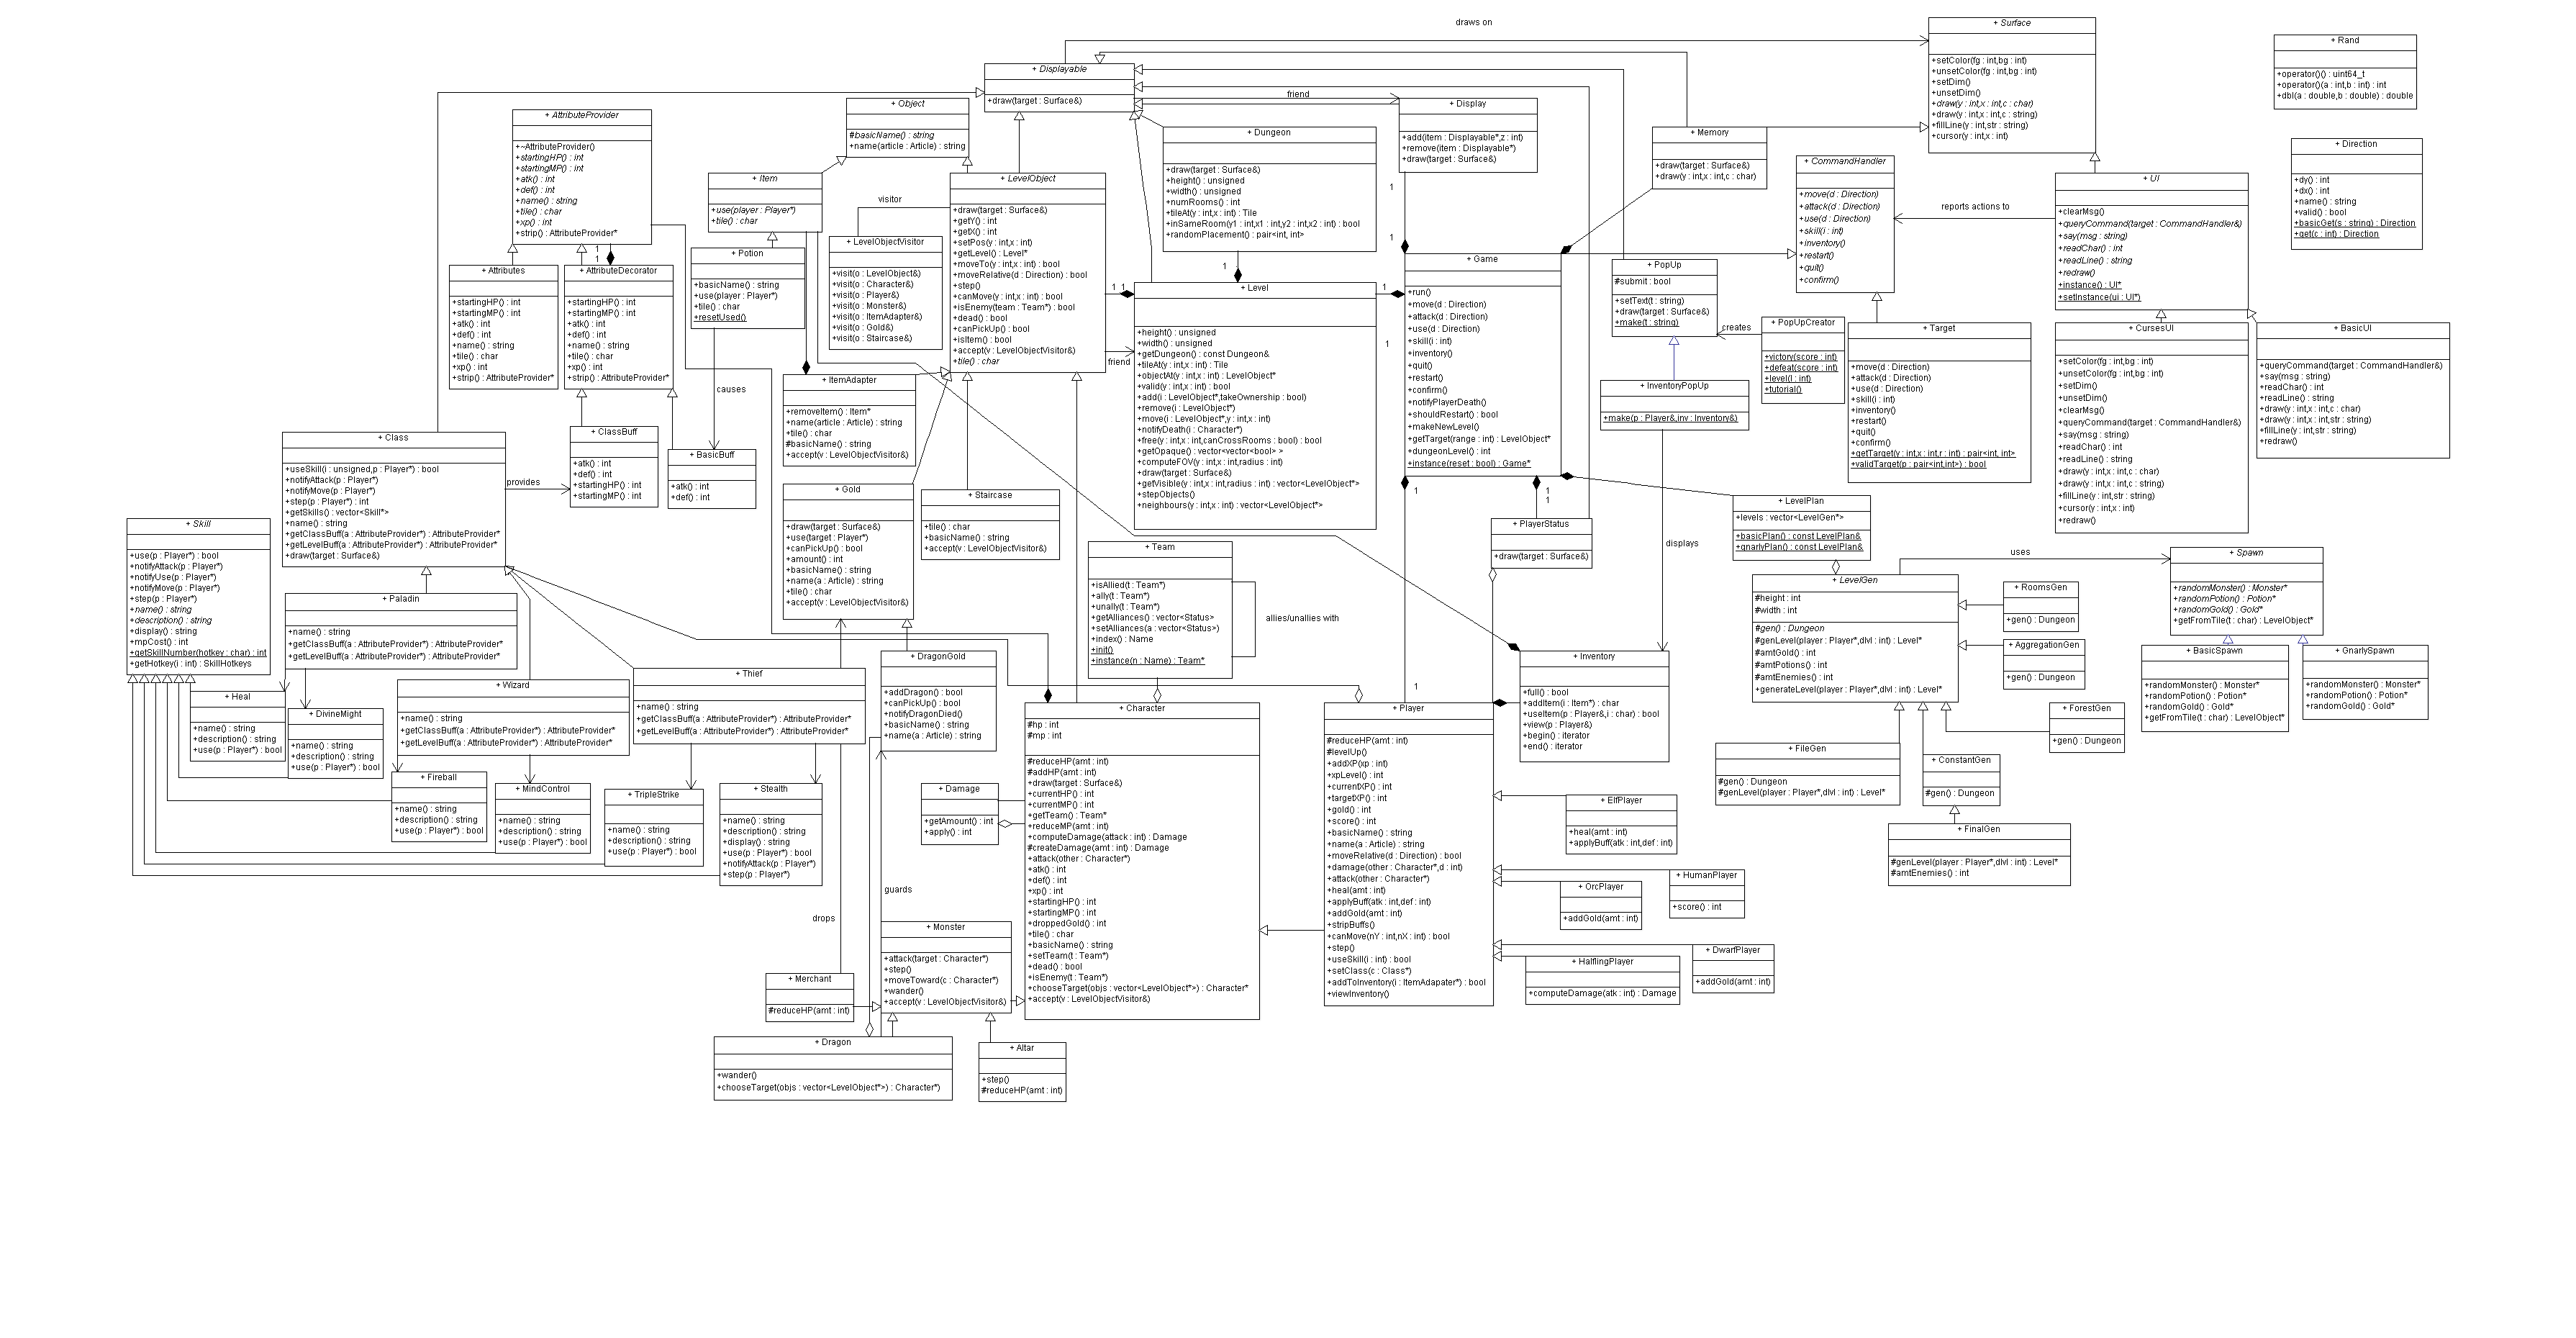 draws on
+ Surface
+setColor(fg : int,bg : int)
+unsetColor(fg : int,bg : int)
+setDim()
+unsetDim()
+draw(y : int,x : int,c : char)
+draw(y : int,x : int,c : string)
+fillLine(y : int,str : string)
+cursor(y : int,x : int)
+ Rand
+operator()() : uint64_t
+operator()(a : int,b : int) : int
+dbl(a : double,b : double) : double
+ Displayable
+draw(target : Surface&)
friend
+ Display
+add(item : Displayable*,z : int)
+remove(item : Displayable*)
+draw(target : Surface&)
1
1
+ Object
#basicName() : string
+name(article : Article) : string
+ AttributeProvider
+~AttributeProvider()
+startingHP() : int
+startingMP() : int
+atk() : int
+def() : int
+name() : string
+tile() : char
+xp() : int
+strip() : AttributeProvider*
1
1
+ Dungeon
+draw(target : Surface&)
+height() : unsigned
+width() : unsigned
+numRooms() : int
+tileAt(y : int,x : int) : Tile
+inSameRoom(y1 : int,x1 : int,y2 : int,x2 : int) : bool
+randomPlacement() : pair<int, int>
1
+ Memory
+draw(target : Surface&)
+draw(y : int,x : int,c : char)
+ CommandHandler
+move(d : Direction)
+attack(d : Direction)
+use(d : Direction)
+skill(i : int)
+inventory()
+restart()
+quit()
+confirm()
reports actions to
+ UI
+clearMsg()
+queryCommand(target : CommandHandler&)
+say(msg : string)
+readChar() : int
+readLine() : string
+redraw()
+instance() : UI*
+setInstance(ui : UI*)
+ Direction
+dy() : int
+dx() : int
+name() : string
+valid() : bool
+basicGet(s : string) : Direction
+get(c : int) : Direction
+ Item
+use(player : Player*)
+tile() : char
visitor
+ LevelObject
+draw(target : Surface&)
+getY() : int
+getX() : int
+setPos(y : int,x : int)
+getLevel() : Level*
+moveTo(y : int,x : int) : bool
+moveRelative(d : Direction) : bool
+step()
+canMove(y : int,x : int) : bool
+isEnemy(team : Team*) : bool
+dead() : bool
+canPickUp() : bool
+isItem() : bool
+accept(v : LevelObjectVisitor&)
+tile() : char
1 1
friend
+ LevelObjectVisitor
+visit(o : LevelObject&)
+visit(o : Character&)
+visit(o : Player&)
+visit(o : Monster&)
+visit(o : ItemAdapter&)
+visit(o : Gold&)
+visit(o : Staircase&)
+ Potion
+basicName() : string
+use(player : Player*)
+tile() : char
+resetUsed()
causes
+ Attributes
+startingHP() : int
+startingMP() : int
+atk() : int
+def() : int
+name() : string
+tile() : char
+xp() : int
+strip() : AttributeProvider*
+ AttributeDecorator
+startingHP() : int
+startingMP() : int
+atk() : int
+def() : int
+name() : string
+tile() : char
+xp() : int
+strip() : AttributeProvider*
+ Level
+height() : unsigned
+width() : unsigned
+getDungeon() : const Dungeon&
+tileAt(y : int,x : int) : Tile
+objectAt(y : int,x : int) : LevelObject*
+valid(y : int,x : int) : bool
+add(i : LevelObject*,takeOwnership : bool)
+remove(i : LevelObject*)
+move(i : LevelObject*,y : int,x : int)
+notifyDeath(i : Character*)
+free(y : int,x : int,canCrossRooms : bool) : bool
+getOpaque() : vector<vector<bool> >
+computeFOV(y : int,x : int,radius : int)
+draw(target : Surface&)
+getVisible(y : int,x : int,radius : int) : vector<LevelObject*>
+stepObjects()
+neighbours(y : int,x : int) : vector<LevelObject*>
1
1
+ Game
+run()
+move(d : Direction)
+attack(d : Direction)
+use(d : Direction)
+skill(i : int)
+inventory()
+quit()
+restart()
+confirm()
+notifyPlayerDeath()
+shouldRestart() : bool
+makeNewLevel()
+getTarget(range : int) : LevelObject*
+dungeonLevel() : int
+instance(reset : bool) : Game*
1
1
+ PopUp
#submit : bool
+setText(t : string)
+draw(target : Surface&)
+make(t : string)
creates
+ PopUpCreator
+victory(score : int)
+defeat(score : int)
+level(l : int)
+tutorial()
+ Target
+move(d : Direction)
+attack(d : Direction)
+use(d : Direction)
+skill(i : int)
+inventory()
+restart()
+quit()
+confirm()
+getTarget(y : int,x : int,r : int) : pair<int, int>
+validTarget(p : pair<int,int>) : bool
+ CursesUI
+setColor(fg : int,bg : int)
+unsetColor(fg : int,bg : int)
+setDim()
+unsetDim()
+clearMsg()
+queryCommand(target : CommandHandler&)
+say(msg : string)
+readChar() : int
+readLine() : string
+draw(y : int,x : int,c : char)
+draw(y : int,x : int,c : string)
+fillLine(y : int,str : string)
+cursor(y : int,x : int)
+redraw()
+ BasicUI
+queryCommand(target : CommandHandler&)
+say(msg : string)
+readChar() : int
+readLine() : string
+draw(y : int,x : int,c : char)
+draw(y : int,x : int,str : string)
+fillLine(y : int,str : string)
+redraw()
+ InventoryPopUp
+make(p : Player&,inv : Inventory&)
displays
+ ItemAdapter
+removeItem() : Item*
+name(article : Article) : string
+tile() : char
#basicName() : string
+accept(v : LevelObjectVisitor&)
+ Class
+useSkill(i : unsigned,p : Player*) : bool
+notifyAttack(p : Player*)
+notifyMove(p : Player*)
+step(p : Player*) : int
+getSkills() : vector<Skill*>
+name() : string
+getClassBuff(a : AttributeProvider*) : AttributeProvider*
+getLevelBuff(a : AttributeProvider*) : AttributeProvider*
+draw(target : Surface&)
provides
+ ClassBuff
+atk() : int
+def() : int
+startingHP() : int
+startingMP() : int
+ BasicBuff
+atk() : int
+def() : int
+ Gold
+draw(target : Surface&)
+use(target : Player*)
+canPickUp() : bool
+amount() : int
+basicName() : string
+name(a : Article) : string
+tile() : char
+accept(v : LevelObjectVisitor&)
+ Staircase
+tile() : char
+basicName() : string
+accept(v : LevelObjectVisitor&)
+ PlayerStatus
+draw(target : Surface&)
+ LevelPlan
+levels : vector<LevelGen*>
+basicPlan() : const LevelPlan&
+gnarlyPlan() : const LevelPlan&
+ Skill
+use(p : Player*) : bool
+notifyAttack(p : Player*)
+notifyUse(p : Player*)
+notifyMove(p : Player*)
+step(p : Player*)
+name() : string
+description() : string
+display() : string
+mpCost() : int
+getSkillNumber(hotkey : char) : int
+getHotkey(i : int) : SkillHotkeys
+ Team
+isAllied(t : Team*)
+ally(t : Team*)
+unally(t : Team*)
+getAlliances() : vector<Status>
+setAlliances(a : vector<Status>)
+index() : Name
+init()
+instance(n : Name) : Team*
allies/unallies with
+ LevelGen
#height : int
#width : int
#gen() : Dungeon
#genLevel(player : Player*,dlvl : int) : Level*
#amtGold() : int
#amtPotions() : int
#amtEnemies() : int
+generateLevel(player : Player*,dlvl : int) : Level*
uses
+ Spawn
+randomMonster() : Monster*
+randomPotion() : Potion*
+randomGold() : Gold*
+getFromTile(t : char) : LevelObject*
+ RoomsGen
+gen() : Dungeon
+ AggregationGen
+gen() : Dungeon
+ BasicSpawn
+randomMonster() : Monster*
+randomPotion() : Potion*
+randomGold() : Gold*
+getFromTile(t : char) : LevelObject*
+ GnarlySpawn
+randomMonster() : Monster*
+randomPotion() : Potion*
+randomGold() : Gold*
+ ForestGen
+gen() : Dungeon
+ Paladin
+name() : string
+getClassBuff(a : AttributeProvider*) : AttributeProvider*
+getLevelBuff(a : AttributeProvider*) : AttributeProvider*
+ Heal
+name() : string
+description() : string
+use(p : Player*) : bool
+ DivineMight
+name() : string
+description() : string
+use(p : Player*) : bool
+ Wizard
+name() : string
+getClassBuff(a : AttributeProvider*) : AttributeProvider*
+getLevelBuff(a : AttributeProvider*) : AttributeProvider*
+ Thief
+name() : string
+getClassBuff(a : AttributeProvider*) : AttributeProvider*
+getLevelBuff(a : AttributeProvider*) : AttributeProvider*
+ DragonGold
+addDragon() : bool
+canPickUp() : bool
+notifyDragonDied()
+basicName() : string
+name(a : Article) : string
+ Inventory
+full() : bool
+addItem(i : Item*) : char
+useItem(p : Player&,i : char) : bool
+view(p : Player&)
+begin() : iterator
+end() : iterator
1
+ Character
#hp : int
#mp : int
#reduceHP(amt : int)
#addHP(amt : int)
+draw(target : Surface&)
+currentHP() : int
+currentMP() : int
+getTeam() : Team*
+reduceMP(amt : int)
+computeDamage(attack : int) : Damage
#createDamage(amt : int) : Damage
+attack(other : Character*)
+atk() : int
+def() : int
+xp() : int
+startingHP() : int
+startingMP() : int
+droppedGold() : int
+tile() : char
+basicName() : string
+setTeam(t : Team*)
+dead() : bool
+isEnemy(t : Team*)
+chooseTarget(objs : vector<LevelObject*>) : Character*
+accept(v : LevelObjectVisitor&)
+ Player
#reduceHP(amt : int)
#levelUp()
+addXP(xp : int)
+xpLevel() : int
+currentXP() : int
+targetXP() : int
+gold() : int
+score() : int
+basicName() : string
+name(a : Article) : string
+moveRelative(d : Direction) : bool
+damage(other : Character*,d : int)
+attack(other : Character*)
+heal(amt : int)
+applyBuff(atk : int,def : int)
+addGold(amt : int)
+stripBuffs()
+canMove(nY : int,nX : int) : bool
+step()
+useSkill(i : int) : bool
+setClass(c : Class*)
+addToInventory(i : ItemAdapater*) : bool
+viewInventory()
+ FileGen
#gen() : Dungeon
#genLevel(player : Player*,dlvl : int) : Level*
+ ConstantGen
#gen() : Dungeon
+ FinalGen
#genLevel(player : Player*,dlvl : int) : Level*
#amtEnemies() : int
+ Fireball
+name() : string
+description() : string
+use(p : Player*) : bool
+ MindControl
+name() : string
+description() : string
+use(p : Player*) : bool
+ TripleStrike
+name() : string
+description() : string
+use(p : Player*) : bool
+ Stealth
+name() : string
+description() : string
+display() : string
+use(p : Player*) : bool
+notifyAttack(p : Player*)
+step(p : Player*)
+ Damage
+getAmount() : int
+apply() : int
+ ElfPlayer
+heal(amt : int)
+applyBuff(atk : int,def : int)
+ HumanPlayer
+score() : int
+ OrcPlayer
+addGold(amt : int)
guards
drops
+ Monster
+attack(target : Character*)
+step()
+moveToward(c : Character*)
+wander()
+accept(v : LevelObjectVisitor&)
+ DwarfPlayer
+addGold(amt : int)
+ HalflingPlayer
+computeDamage(atk : int) : Damage
+ Merchant
#reduceHP(amt : int)
+ Dragon
+wander()
+chooseTarget(objs : vector<LevelObject*>) : Character*)
+ Altar
+step()
#reduceHP(amt : int)